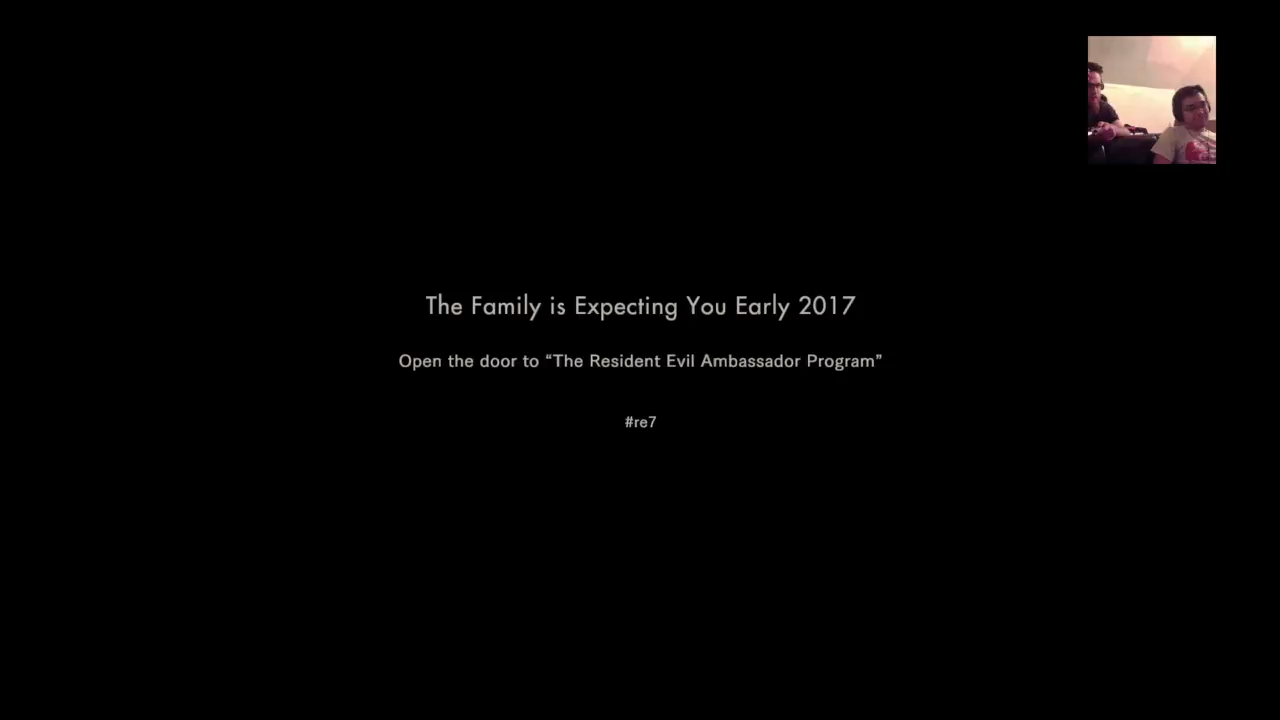 The Family is Expecting You Early 2017
Open the door to “The Resident Evil Ambassador Program”
#re7